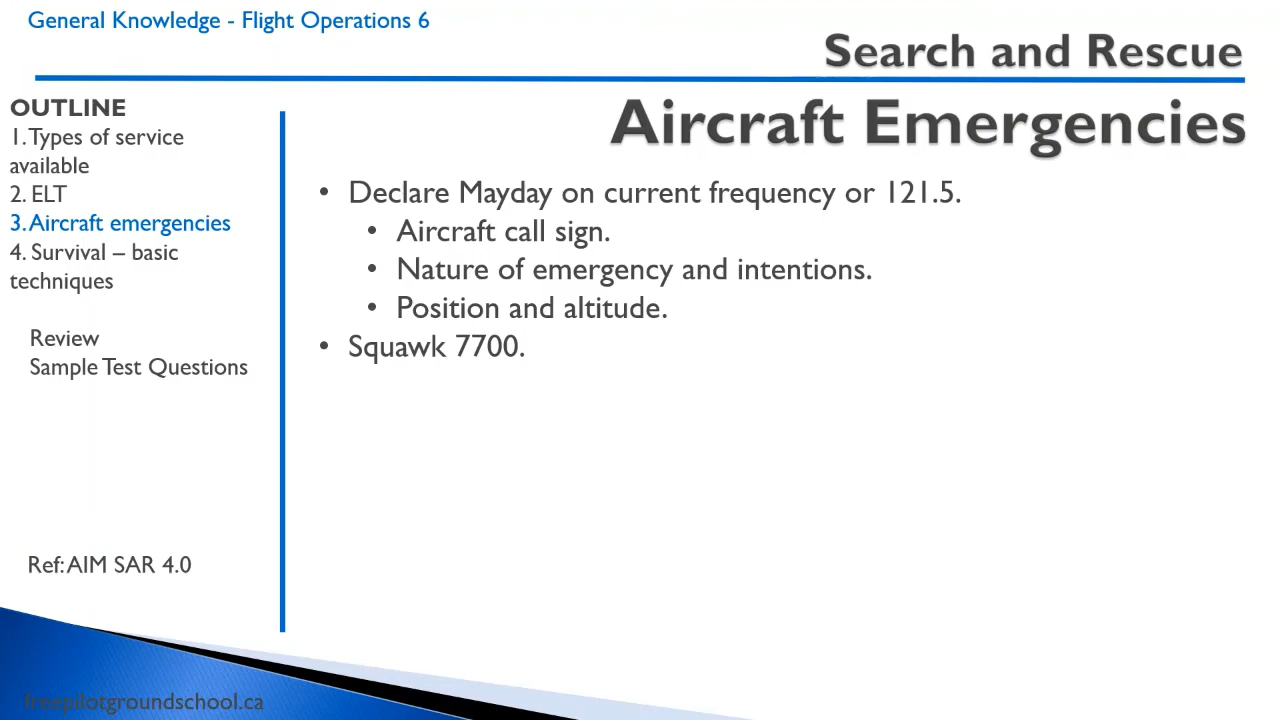 General Knowledge - Flight Operations 6
Search and Rescue
Aircraft Emergencies
OUTLINE
1. Types of service
available
2. ELT
3. Aircraft emergencies
4. Survival – basic
techniques
Review
Sample Test Questions
Ref: AIM SAR 4.0
• Declare Mayday on current frequency or 121.5.
• Aircraft call sign.
• Nature of emergency and intentions.
• Position and altitude.
• Squawk 7700.
freepilotgroundschool.ca